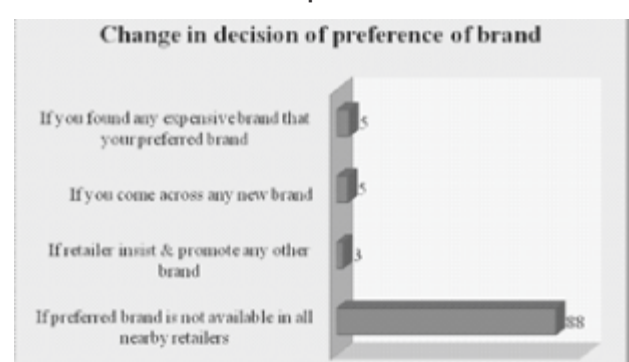 Change in decision of preference of brand
If you found any expensive brand that
your preferred brand
5
If you come across any new brand
5
If retailer insist & promote any other
brand
3
If preferred brand is not available in all
nearby retailers
88